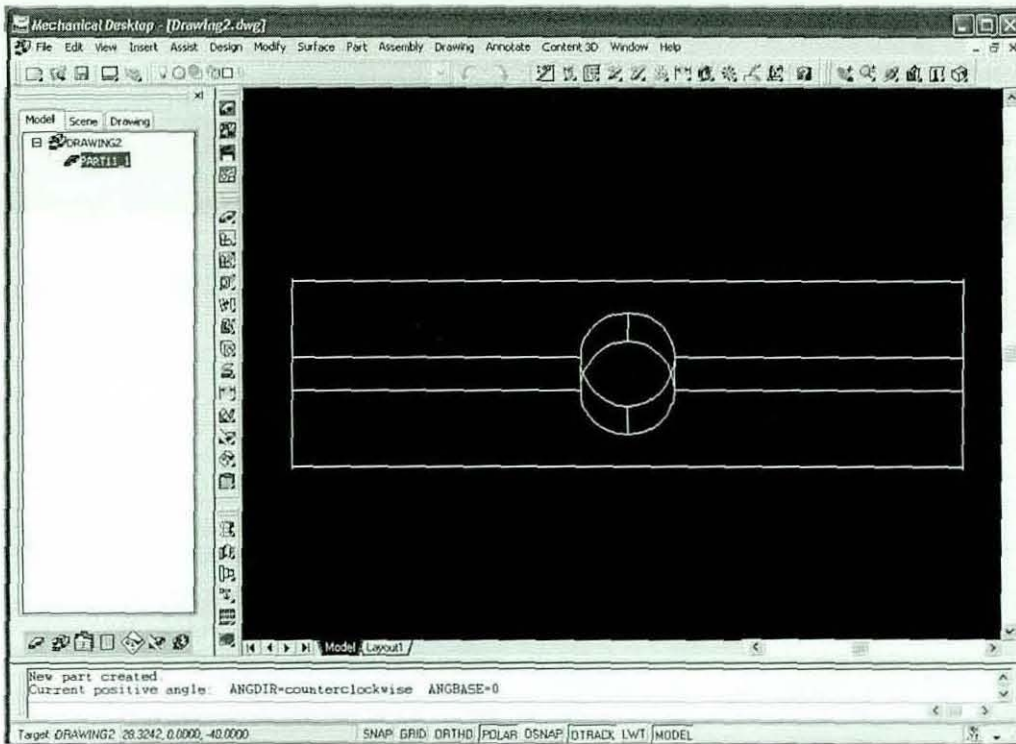 Mechanical Desktop - [Drawing2.dwg]
File Edit View Insert Assist Design Modify Surface Part Assembly Drawing Annotate Content 3D Window Help
Model Scene Drawing
DRAWING2
PART11_1
Model Layout1
New part created.
Current positive angle: ANGDIR=counterclockwise ANGBASE=0
Target: DRAWING2 28.3242, 0.0000, -40.0000 SNAP GRID ORTHO POLAR OSNAP OTRACK LWT MODEL